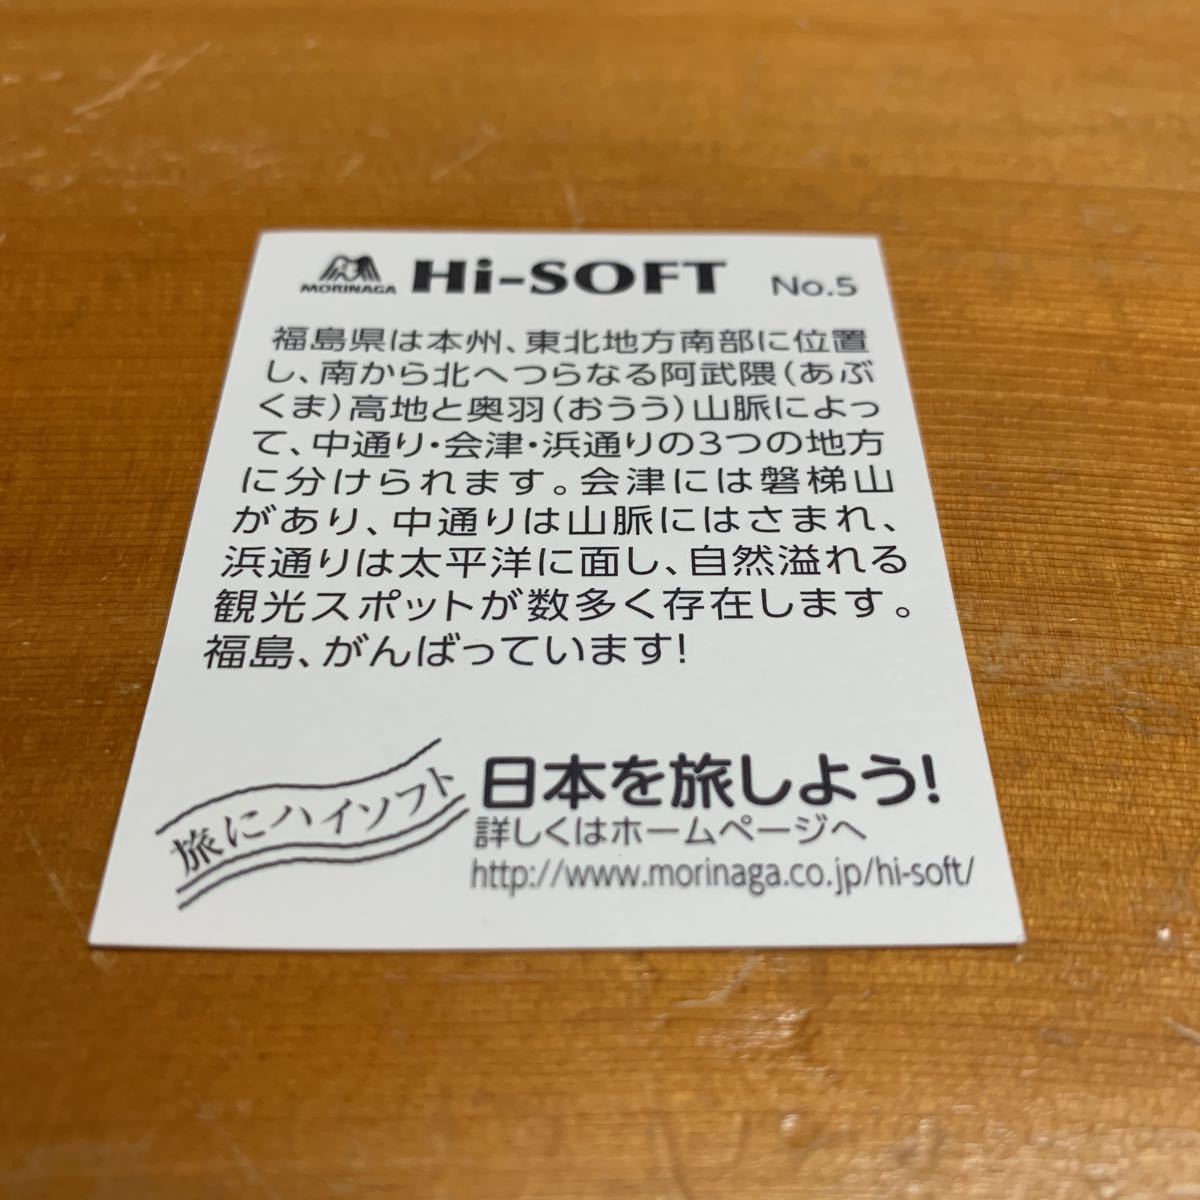 MORINAGA Hi-SOFT No.5
福島県は本州、東北地方南部に位置
し、南から北へつらなる阿武隈(あぶ
くま)高地と奥羽(おうう)山脈によっ
て、中通り・会津・浜通りの3つの地方
に分けられます。会津には磐梯山
があり、中通りは山脈にはさまれ、
浜通りは太平洋に面し、自然溢れる
観光スポットが数多く存在します。
福島、がんばっています!
旅にハイソフト
日本を旅しよう!
詳しくはホームページへ
http://www.morinaga.co.jp/hi-soft/